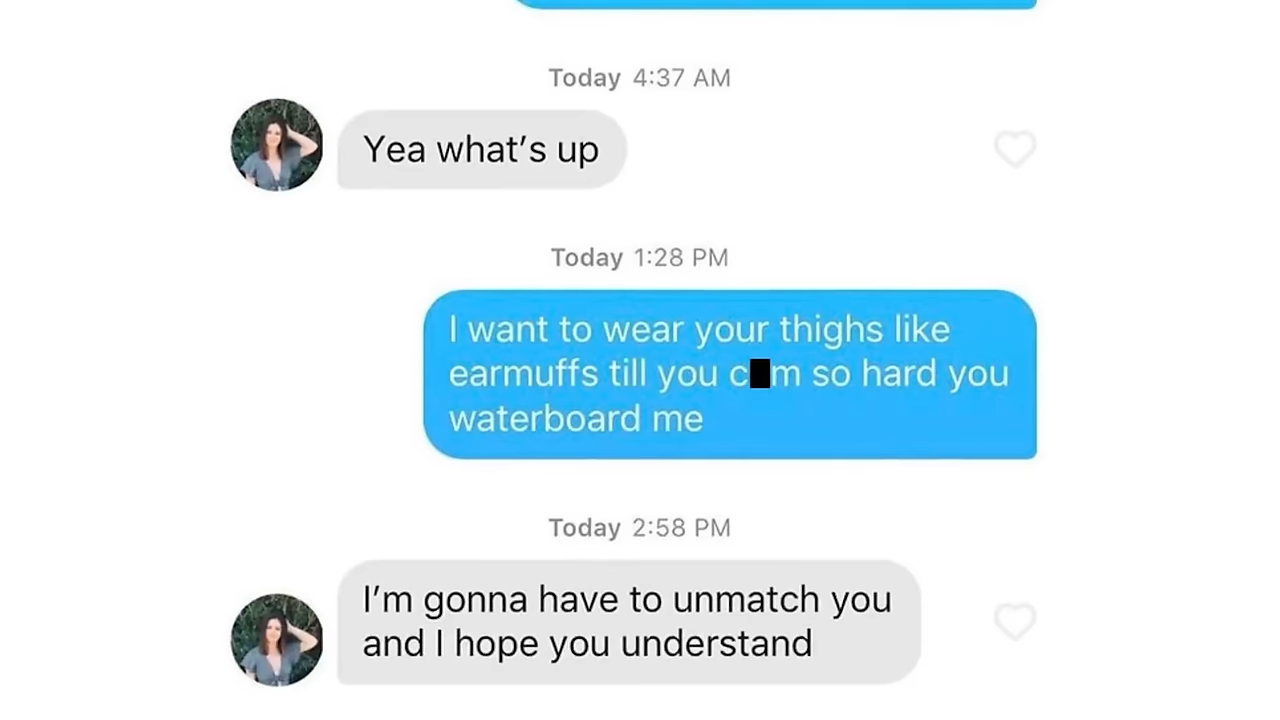 Today 4:37 AM
Yea what's up
Today 1:28 PM
I want to wear your thighs like
earmuffs till you c█m so hard you
waterboard me
Today 2:58 PM
I'm gonna have to unmatch you
and I hope you understand